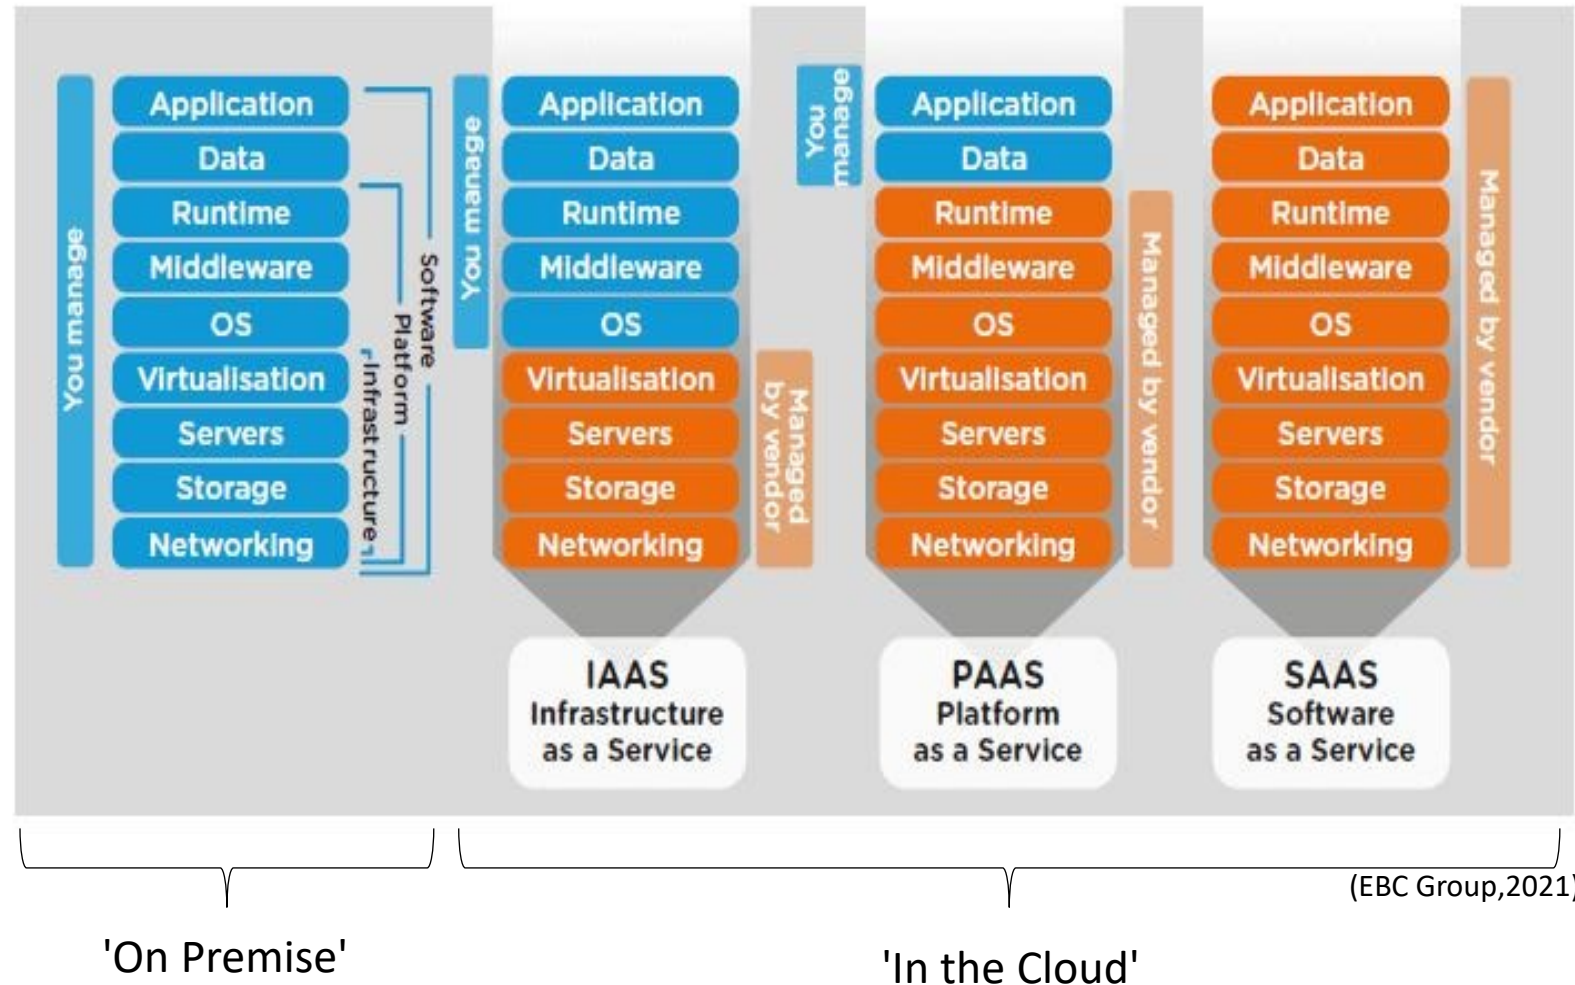 You manage
Application
Data
Runtime
Middleware
OS
Virtualisation
Servers
Storage
Networking
Software
Platform
Infrastructure
You manage
Application
Data
Runtime
Middleware
OS
Virtualisation
Servers
Storage
Networking
Managed
by vendor
IAAS
Infrastructure
as a Service
You
manage
Application
Data
Runtime
Middleware
OS
Virtualisation
Servers
Storage
Networking
Managed by vendor
PAAS
Platform
as a Service
Application
Data
Runtime
Middleware
OS
Virtualisation
Servers
Storage
Networking
Managed by vendor
SAAS
Software
as a Service
(EBC Group,2021)
'On Premise'
'In the Cloud'